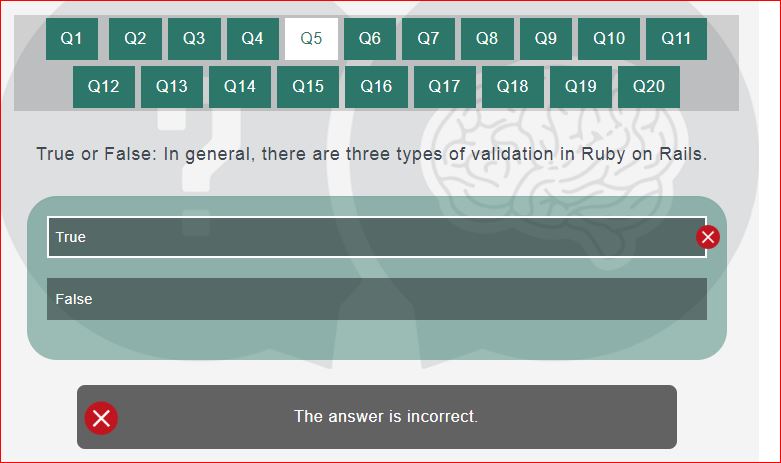 Q1 Q2 Q3 Q4 Q5 Q6 Q7 Q8 Q9 Q10 Q11
Q12 Q13 Q14 Q15 Q16 Q17 Q18 Q19 Q20
True or False: In general, there are three types of validation in Ruby on Rails.
True
False
The answer is incorrect.